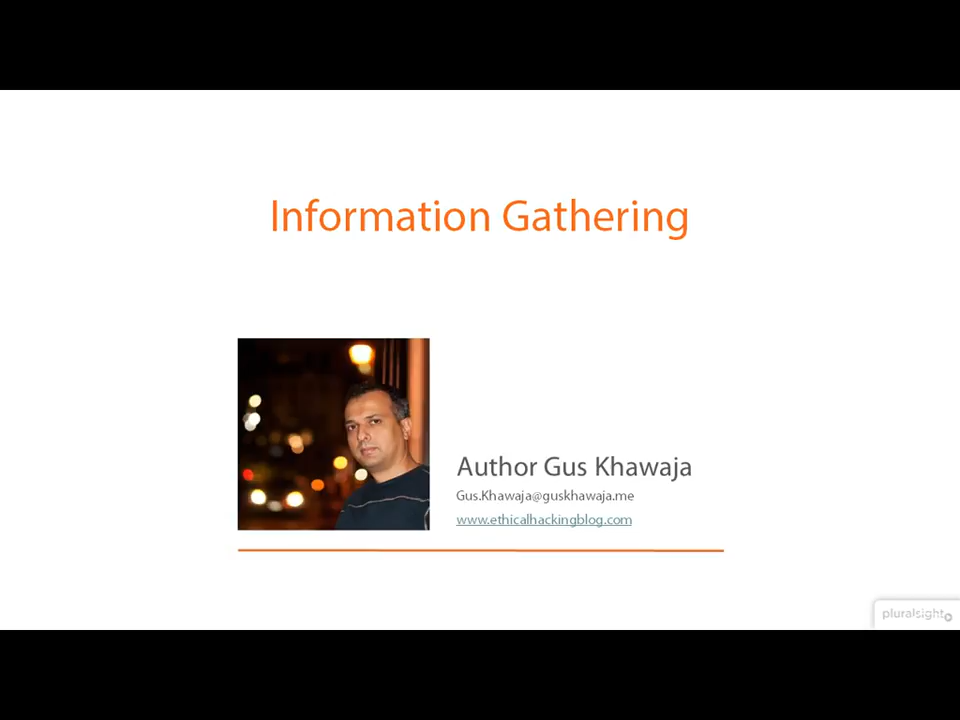 Information Gathering
Author Gus Khawaja
Gus.Khawaja@guskhawaja.me
www.ethicalhackingblog.com
pluralsight